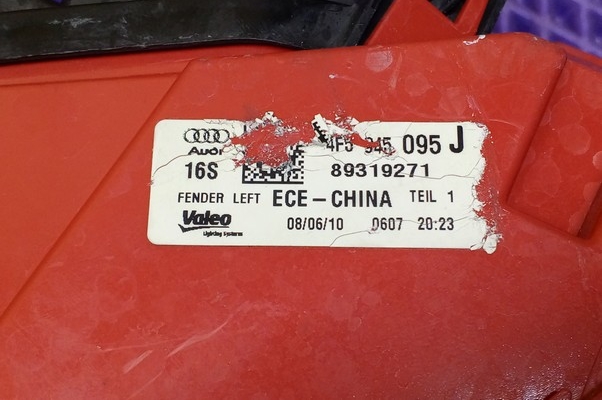 Audi 4F5 945 095 J
16S 89319271
FENDER LEFT ECE-CHINA TEIL 1
Valeo 08/06/10 0607 20:23
Lighting Systems